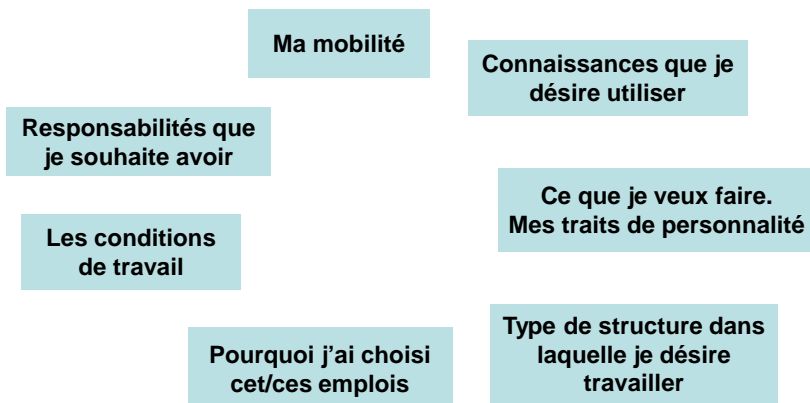 Ma mobilité
Connaissances que je
désire utiliser
Responsabilités que
je souhaite avoir
Ce que je veux faire.
Mes traits de personnalité
Les conditions
de travail
Type de structure dans
laquelle je désire
travailler
Pourquoi j’ai choisi
cet/ces emplois